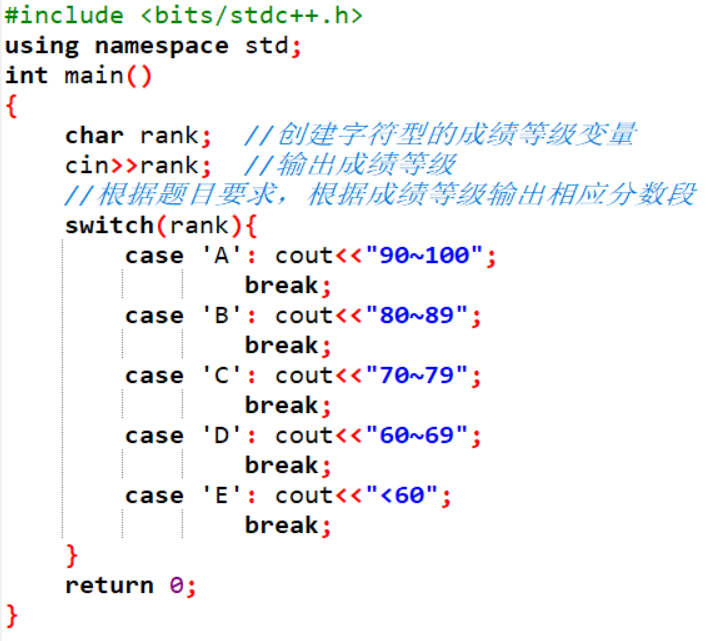 #include <bits/stdc++.h>
using namespace std;
int main()
{
char rank; //创建字符型的成绩等级变量
cin>>rank; //输出成绩等级
//根据题目要求，根据成绩等级输出相应分数段
switch(rank){
case 'A': cout<<"90~100";
break;
case 'B': cout<<"80~89";
break;
case 'C': cout<<"70~79";
break;
case 'D': cout<<"60~69";
break;
case 'E': cout<<"<60";
break;
}
return 0;
}